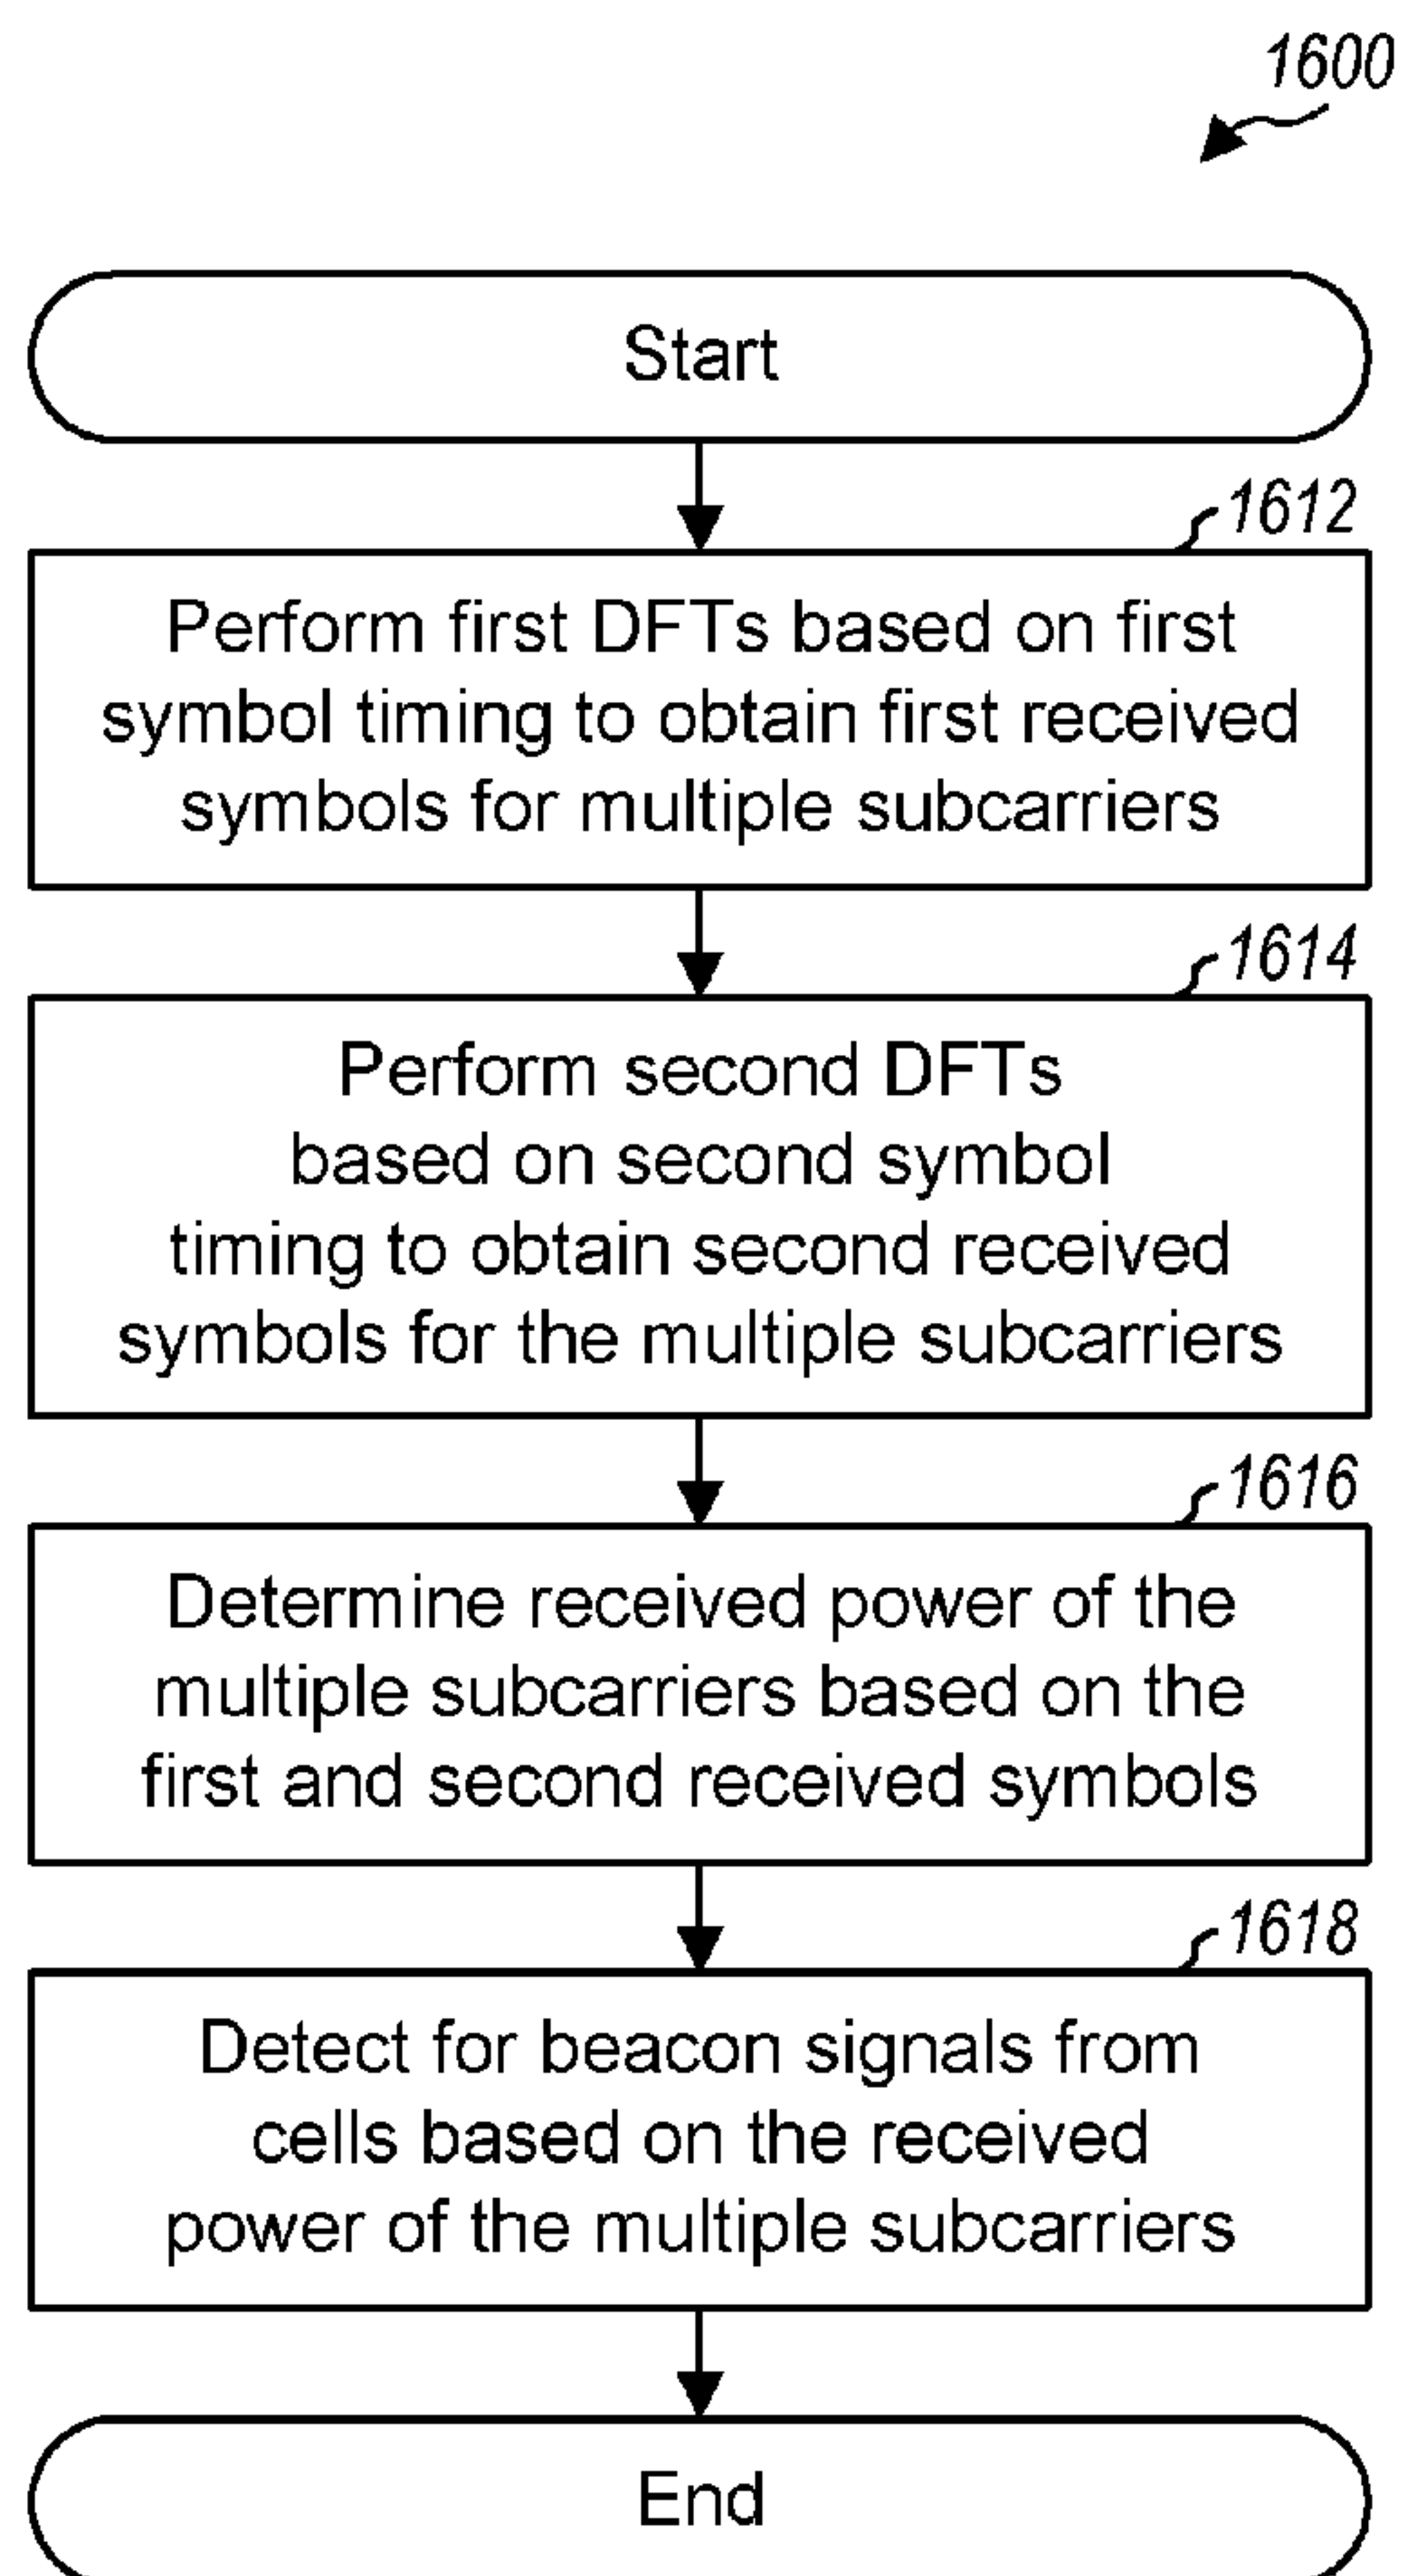 1600
Start
1612
Perform first DFTs based on first
symbol timing to obtain first received
symbols for multiple subcarriers
1614
Perform second DFTs
based on second symbol
timing to obtain second received
symbols for the multiple subcarriers
1616
Determine received power of the
multiple subcarriers based on the
first and second received symbols
1618
Detect for beacon signals from
cells based on the received
power of the multiple subcarriers
End